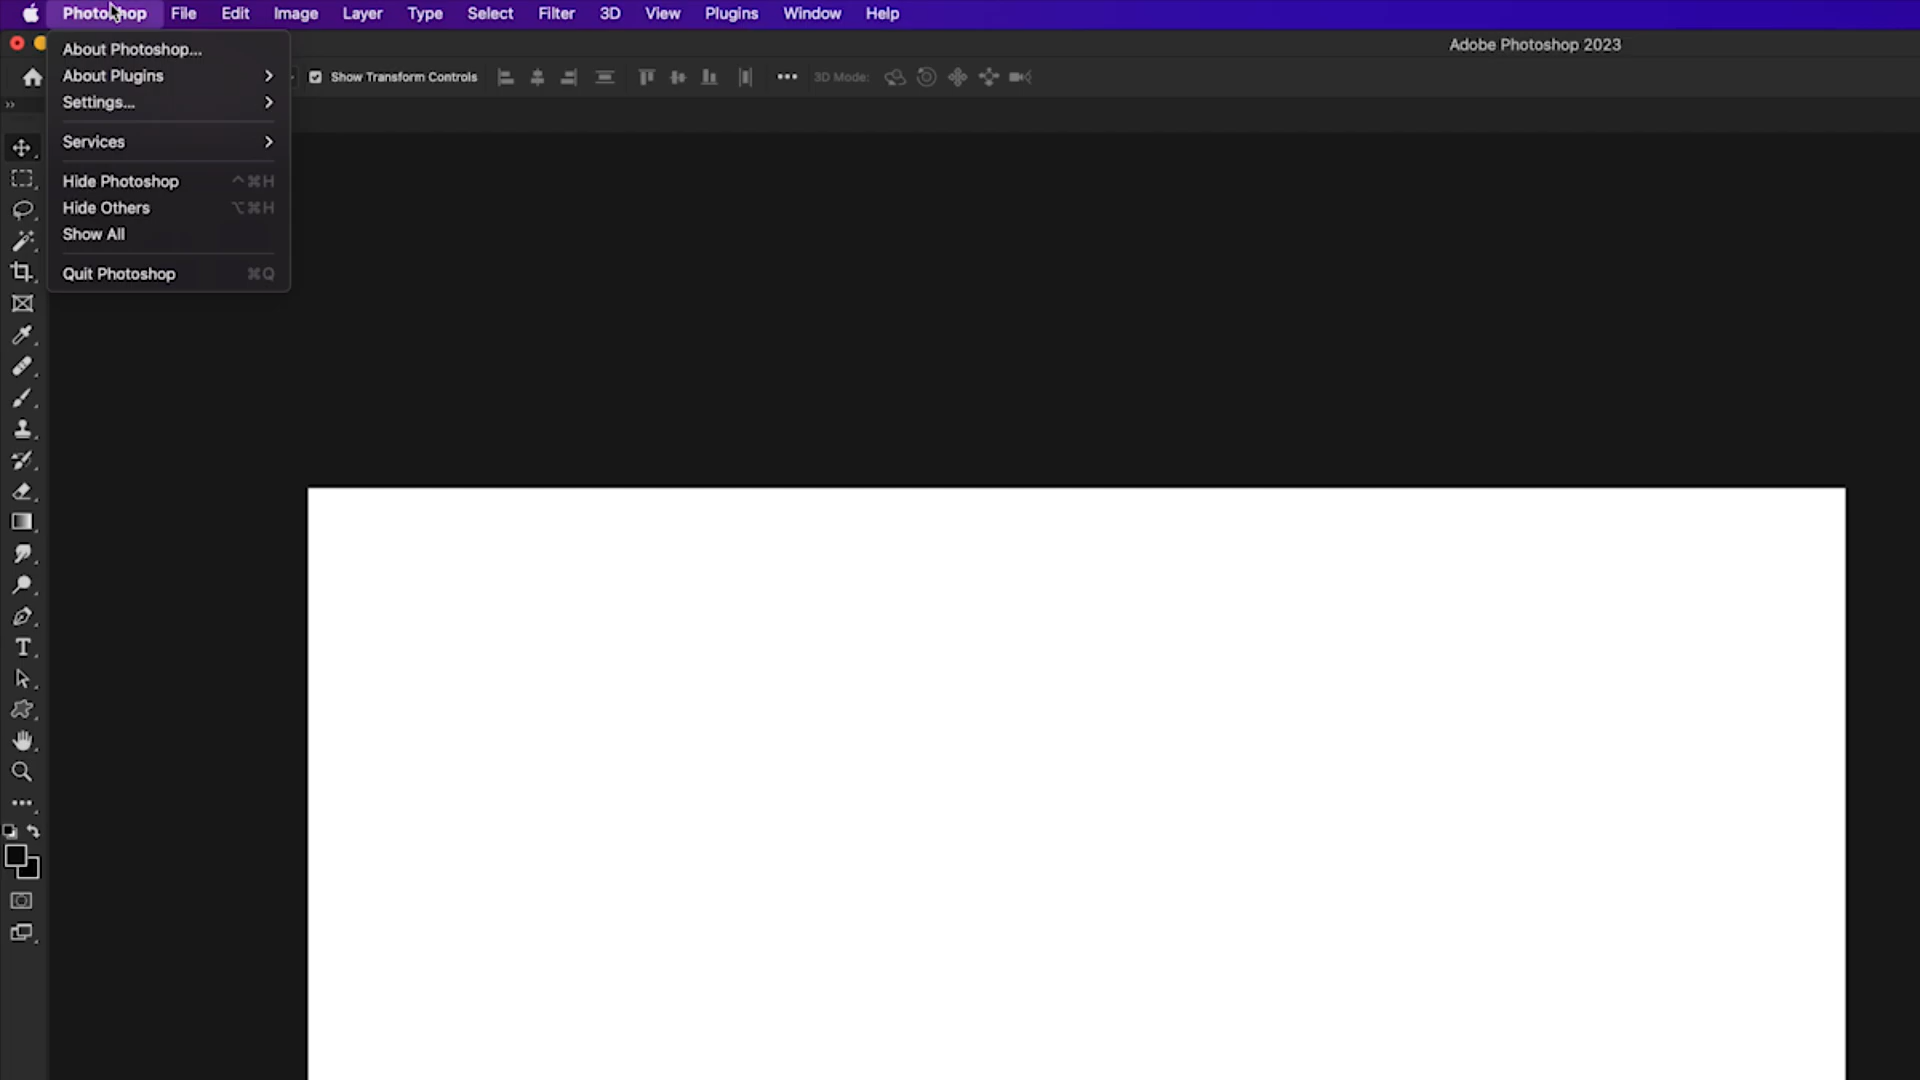 Photoshop File Edit Image Layer Type Select Filter 3D View Plugins Window Help
Adobe Photoshop 2023
Show Transform Controls ••• 3D Mode:
About Photoshop...
About Plugins
Settings...
Services
Hide Photoshop ^⌘H
Hide Others ⌥⌘H
Show All
Quit Photoshop ⌘Q